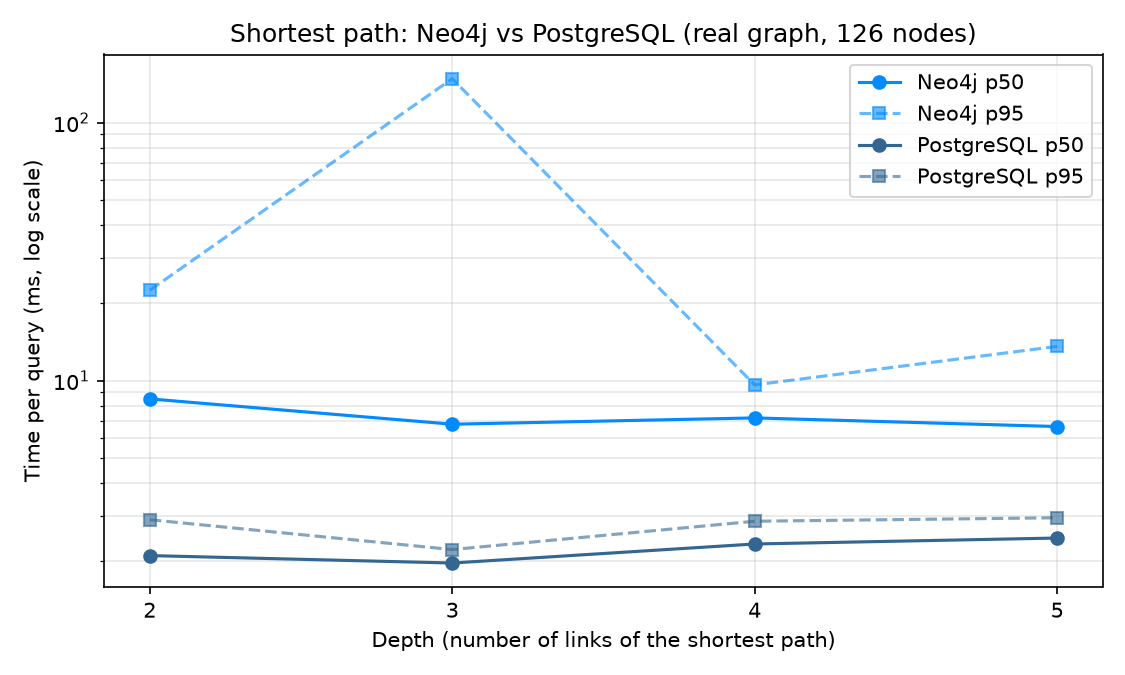 Shortest path: Neo4j vs PostgreSQL (real graph, 126 nodes)
Neo4j p50
Neo4j p95
PostgreSQL p50
PostgreSQL p95
10²
10¹
Time per query (ms, log scale)
2 3 4 5
Depth (number of links of the shortest path)